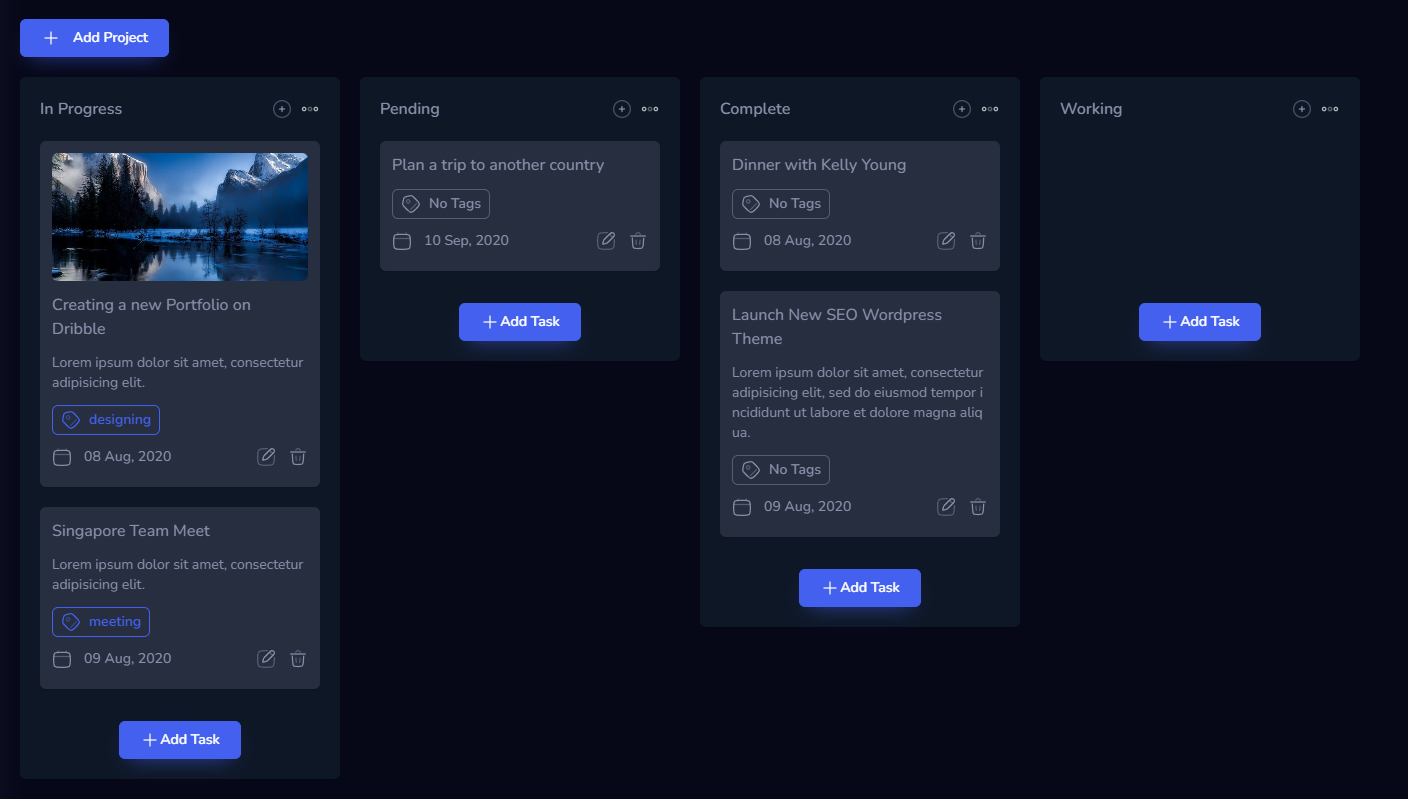 Add Project
In Progress
Creating a new Portfolio on
Dribble
Lorem ipsum dolor sit amet, consectetur
adipisicing elit.
designing
08 Aug, 2020
Singapore Team Meet
Lorem ipsum dolor sit amet, consectetur
adipisicing elit.
meeting
09 Aug, 2020
Add Task
Pending
Plan a trip to another country
No Tags
10 Sep, 2020
Add Task
Complete
Dinner with Kelly Young
No Tags
08 Aug, 2020
Launch New SEO Wordpress
Theme
Lorem ipsum dolor sit amet, consectetur
adipisicing elit, sed do eiusmod tempor i
ncididunt ut labore et dolore magna aliq
ua.
No Tags
09 Aug, 2020
Add Task
Working
Add Task